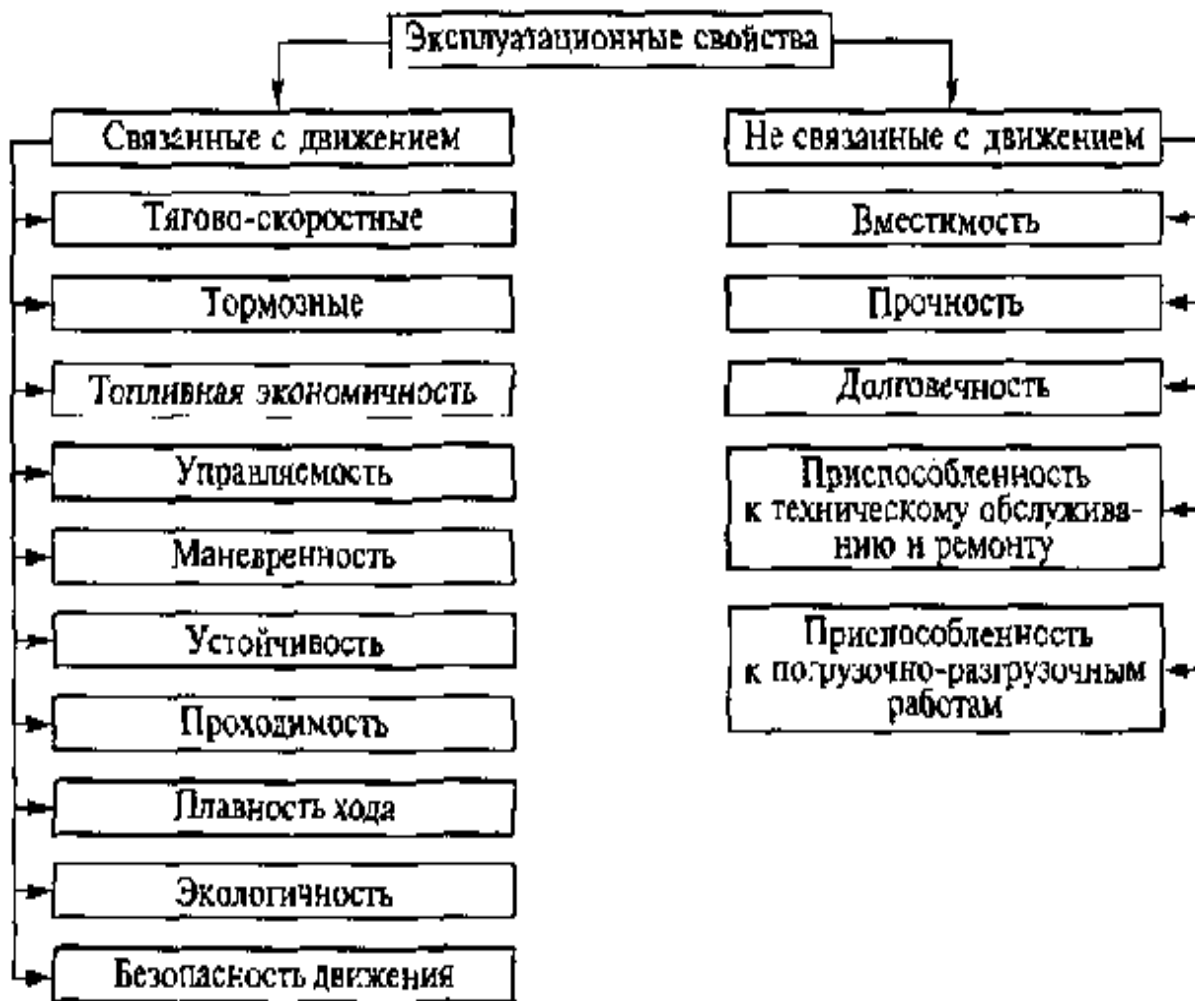 Эксплуатационные свойства
Связанные с движением
Тягово-скоростные
Тормозные
Топливная экономичность
Управляемость
Маневренность
Устойчивость
Проходимость
Плавность хода
Экологичность
Безопасность движения
Не связанные с движением
Вместимость
Прочность
Долговечность
Приспособленность
к техническому обслужива-
нию и ремонту
Приспособленность
к погрузочно-разгрузочным
работам